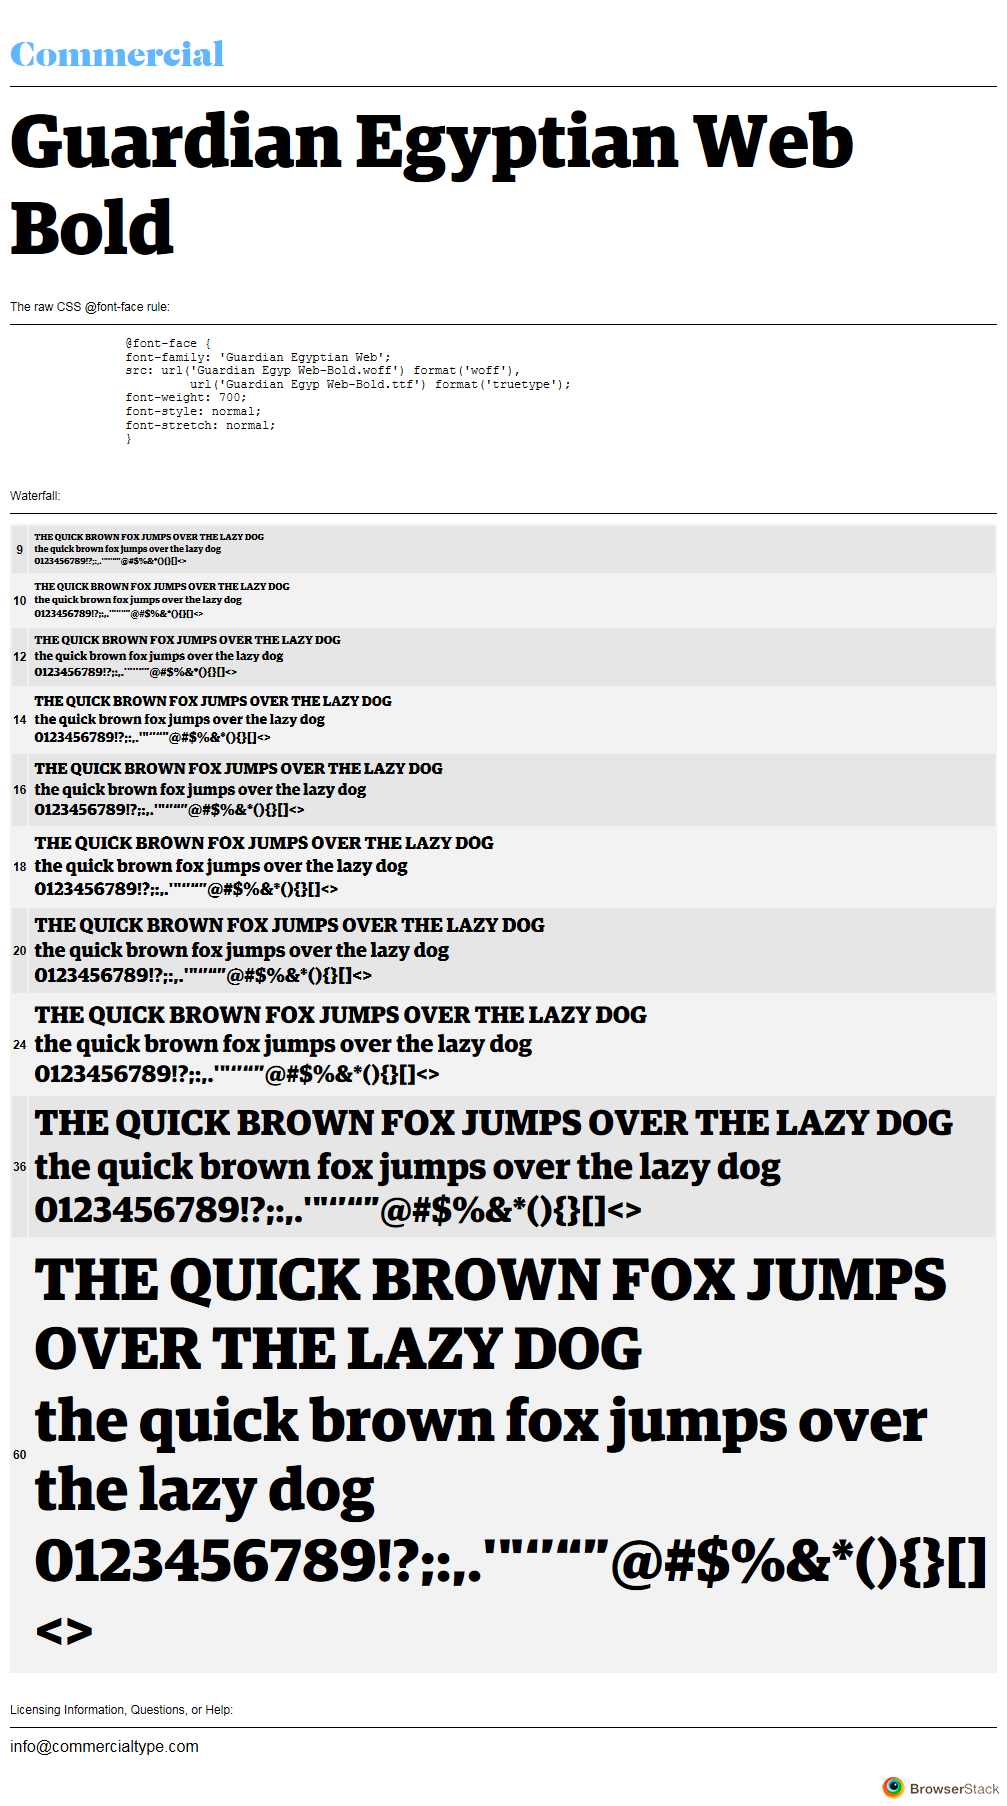 Commercial
Guardian Egyptian Web
Bold
The raw CSS @font-face rule:
@font-face {
font-family: 'Guardian Egyptian Web';
src: url('Guardian Egyp Web-Bold.woff') format('woff'),
url('Guardian Egyp Web-Bold.ttf') format('truetype');
font-weight: 700;
font-style: normal;
font-stretch: normal;
}
Waterfall:
THE QUICK BROWN FOX JUMPS OVER THE LAZY DOG
9 the quick brown fox jumps over the lazy dog
0123456789!?;:,.'"‘’“”@#$%&*(){}[]<>
THE QUICK BROWN FOX JUMPS OVER THE LAZY DOG
10 the quick brown fox jumps over the lazy dog
0123456789!?;:,.'"‘’“”@#$%&*(){}[]<>
THE QUICK BROWN FOX JUMPS OVER THE LAZY DOG
12 the quick brown fox jumps over the lazy dog
0123456789!?;:,.'"‘’“”@#$%&*(){}[]<>
THE QUICK BROWN FOX JUMPS OVER THE LAZY DOG
14 the quick brown fox jumps over the lazy dog
0123456789!?;:,.'"‘’“”@#$%&*(){}[]<>
THE QUICK BROWN FOX JUMPS OVER THE LAZY DOG
16 the quick brown fox jumps over the lazy dog
0123456789!?;:,.'"‘’“”@#$%&*(){}[]<>
THE QUICK BROWN FOX JUMPS OVER THE LAZY DOG
18 the quick brown fox jumps over the lazy dog
0123456789!?;:,.'"‘’“”@#$%&*(){}[]<>
THE QUICK BROWN FOX JUMPS OVER THE LAZY DOG
20 the quick brown fox jumps over the lazy dog
0123456789!?;:,.'"‘’“”@#$%&*(){}[]<>
THE QUICK BROWN FOX JUMPS OVER THE LAZY DOG
24 the quick brown fox jumps over the lazy dog
0123456789!?;:,.'"‘’“”@#$%&*(){}[]<>
THE QUICK BROWN FOX JUMPS OVER THE LAZY DOG
36 the quick brown fox jumps over the lazy dog
0123456789!?;:,.'"‘’“”@#$%&*(){}[]<>
THE QUICK BROWN FOX JUMPS
OVER THE LAZY DOG
the quick brown fox jumps over
60
the lazy dog
0123456789!?;:,.'"‘’“”@#$%&*(){}[]
<>
Licensing Information, Questions, or Help:
info@commercialtype.com
BrowserStack